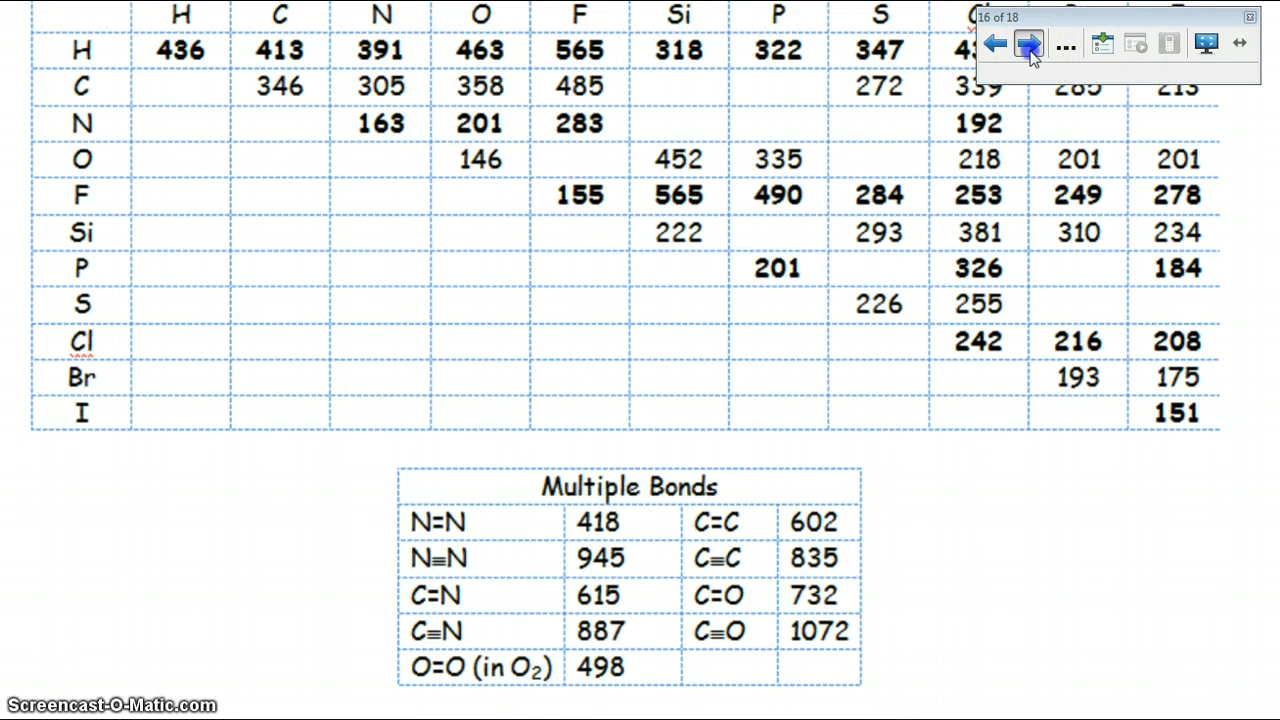 H C N O F Si P S
16 of 18
H 436 413 391 463 565 318 322 347
C 346 305 358 485 272 339 285 213
N 163 201 283 192
O 146 452 335 218 201 201
F 155 565 490 284 253 249 278
Si 222 293 381 310 234
P 201 326 184
S 226 255
Cl 242 216 208
Br 193 175
I 151
Multiple Bonds
N=N 418 C=C 602
N≡N 945 C≡C 835
C=N 615 C=O 732
C≡N 887 C≡O 1072
O=O (in O₂) 498
Screencast-O-Matic.com